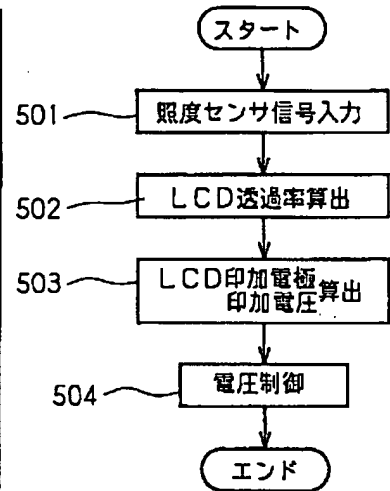 スタート
501
照度センサ信号入力
502
LCD透過率算出
503
LCD印加電極
印加電圧算出
504
電圧制御
エンド